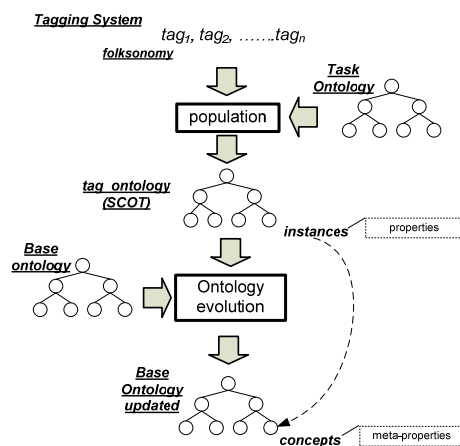 Tagging System
tag1, tag2, .......tagn
folksonomy
Task
Ontology
population
tag ontology
(SCOT)
instances
properties
Base
ontology
Ontology
evolution
Base
Ontology
updated
concepts
meta-properties